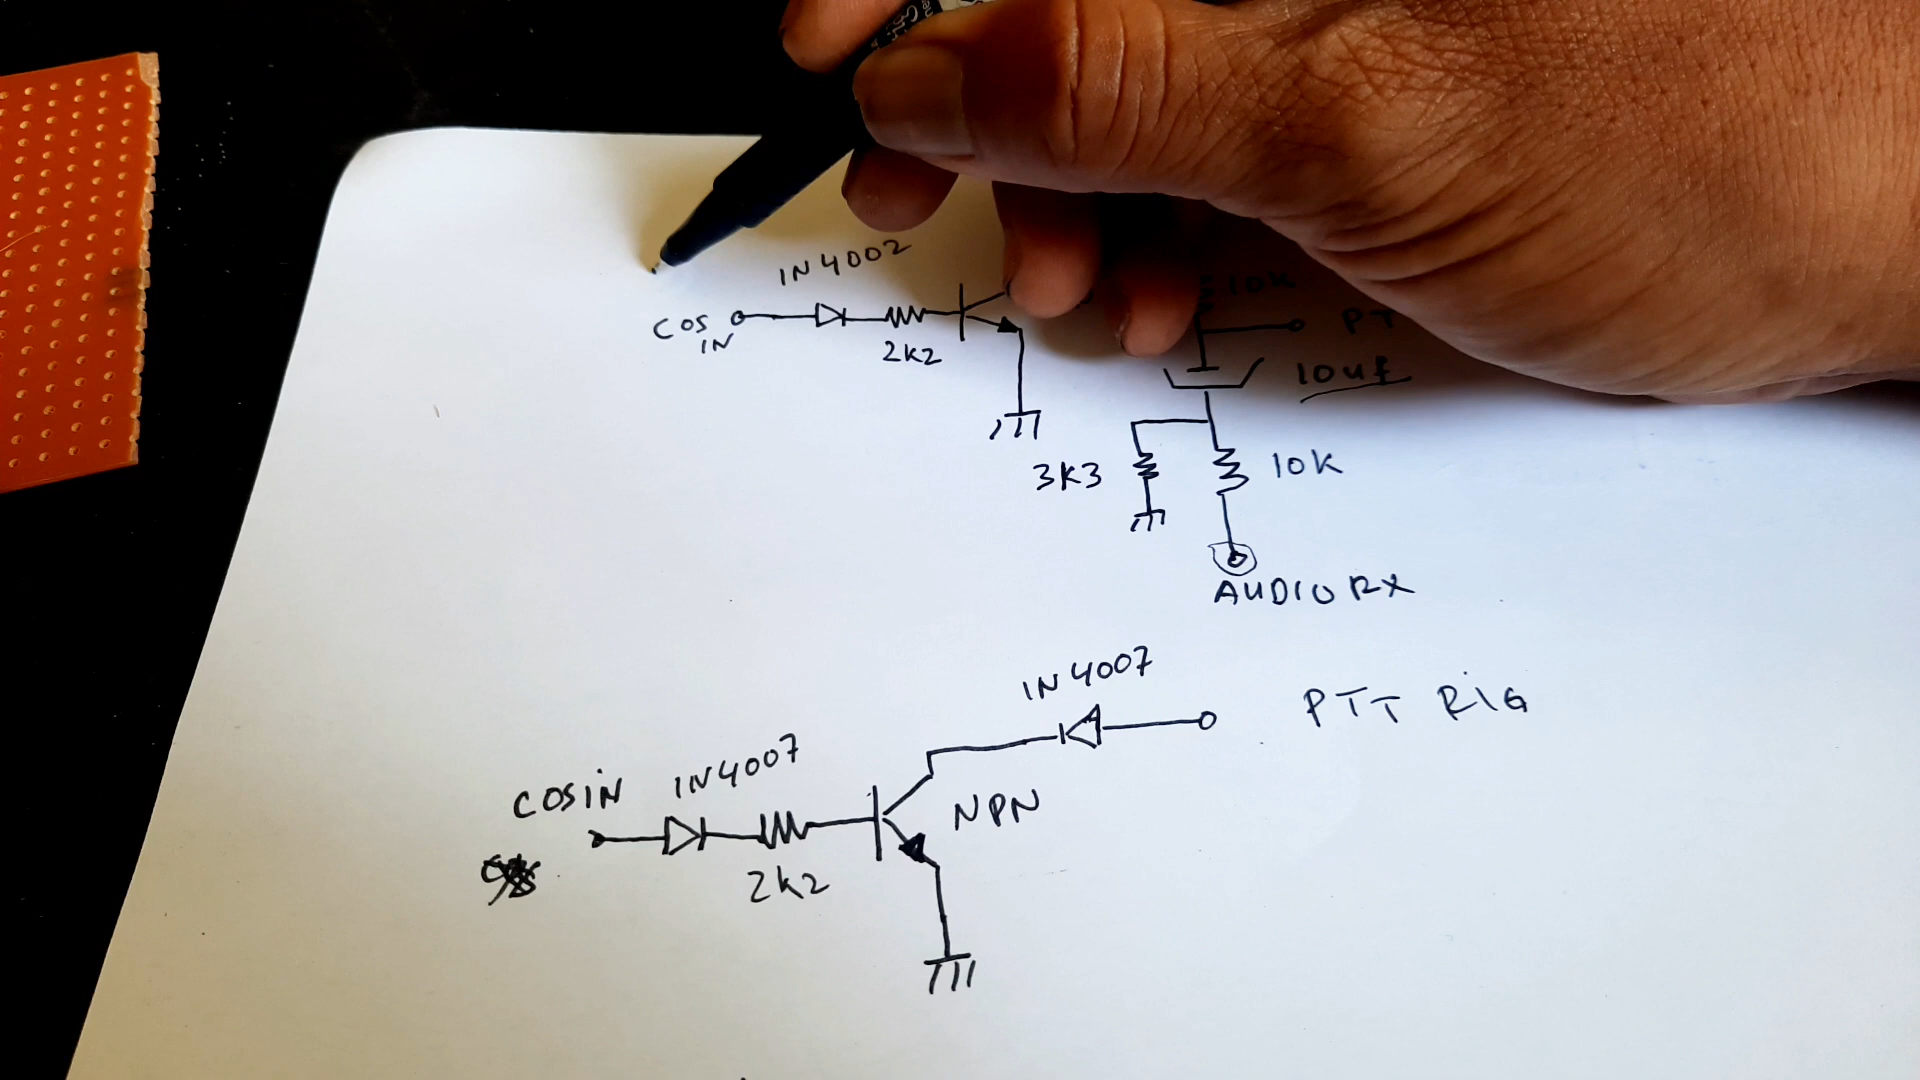 IN4002
10K
COS
IN
PT
2K2
10uf
3K3
10K
AUDIO RX
IN4007
PTT RIG
COSIN
IN4007
NPN
2K2